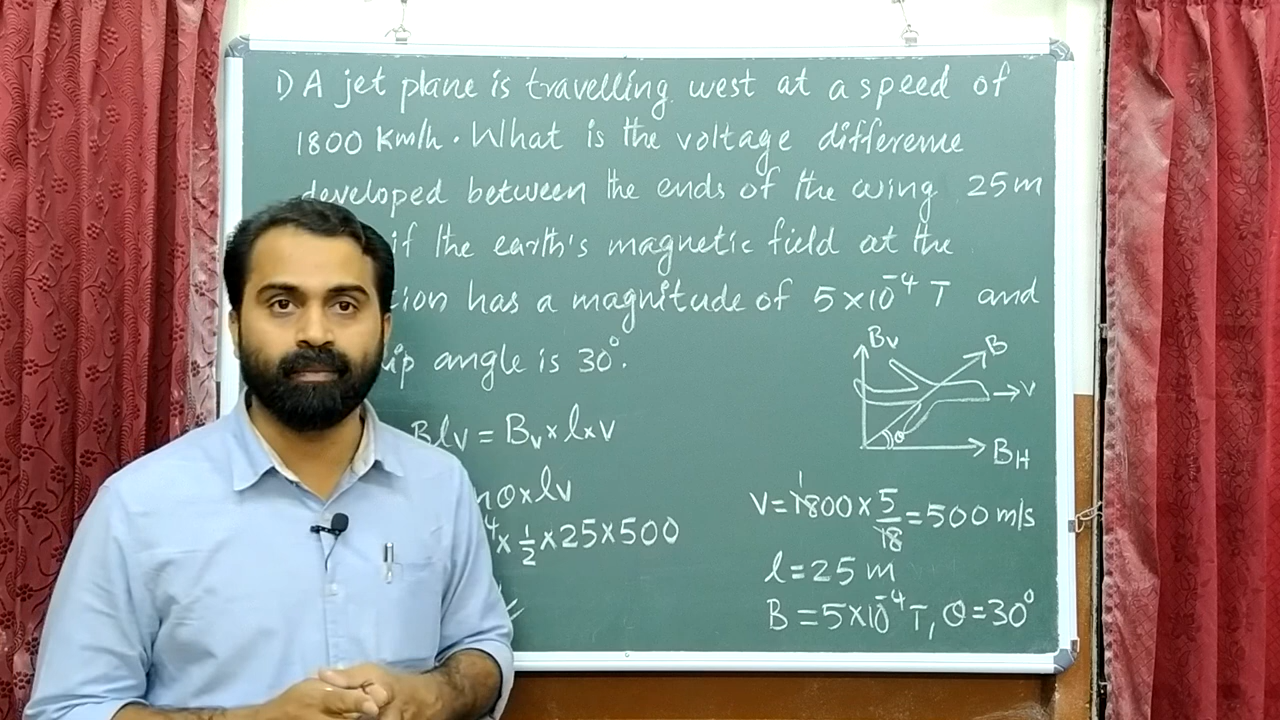 1) A jet plane is travelling west at a speed of
1800 Km/h. What is the voltage difference
developed between the ends of the wing 25m
if the earth's magnetic field at the
has a magnitude of 5×10⁻⁴ T and
angle is 30°.
Bv
B
v
θ
BH
Blv = Bv×l×v
θ×lv
×1/2×25×500
V=1800×5/18=500 m/s
l=25 m
B=5×10⁻⁴ T, θ=30°